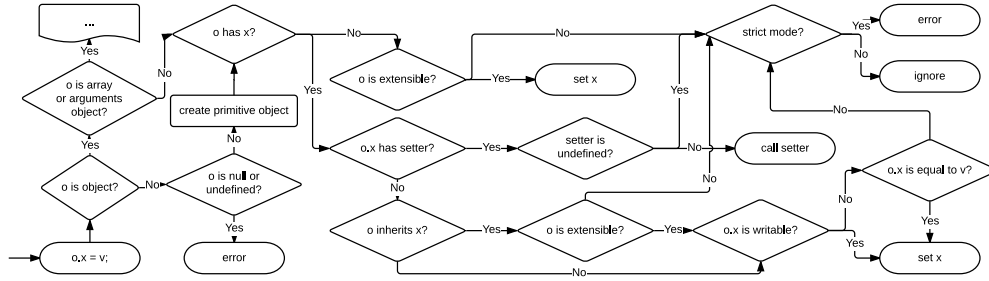 ...
o has x?
No
No
strict mode?
Yes
error
Yes
No
No
Yes
o is array
or arguments
object?
o is extensible?
Yes
set x
ignore
Yes
Yes
create primitive object
No
Yes
No
o.x has setter?
Yes
setter is
undefined?
No
call setter
No
o is object?
No
o is null or
undefined?
No
No
o.x is equal to v?
Yes
No
Yes
o.x = v;
error
o inherits x?
Yes
o is extensible?
Yes
o.x is writable?
Yes
set x
No